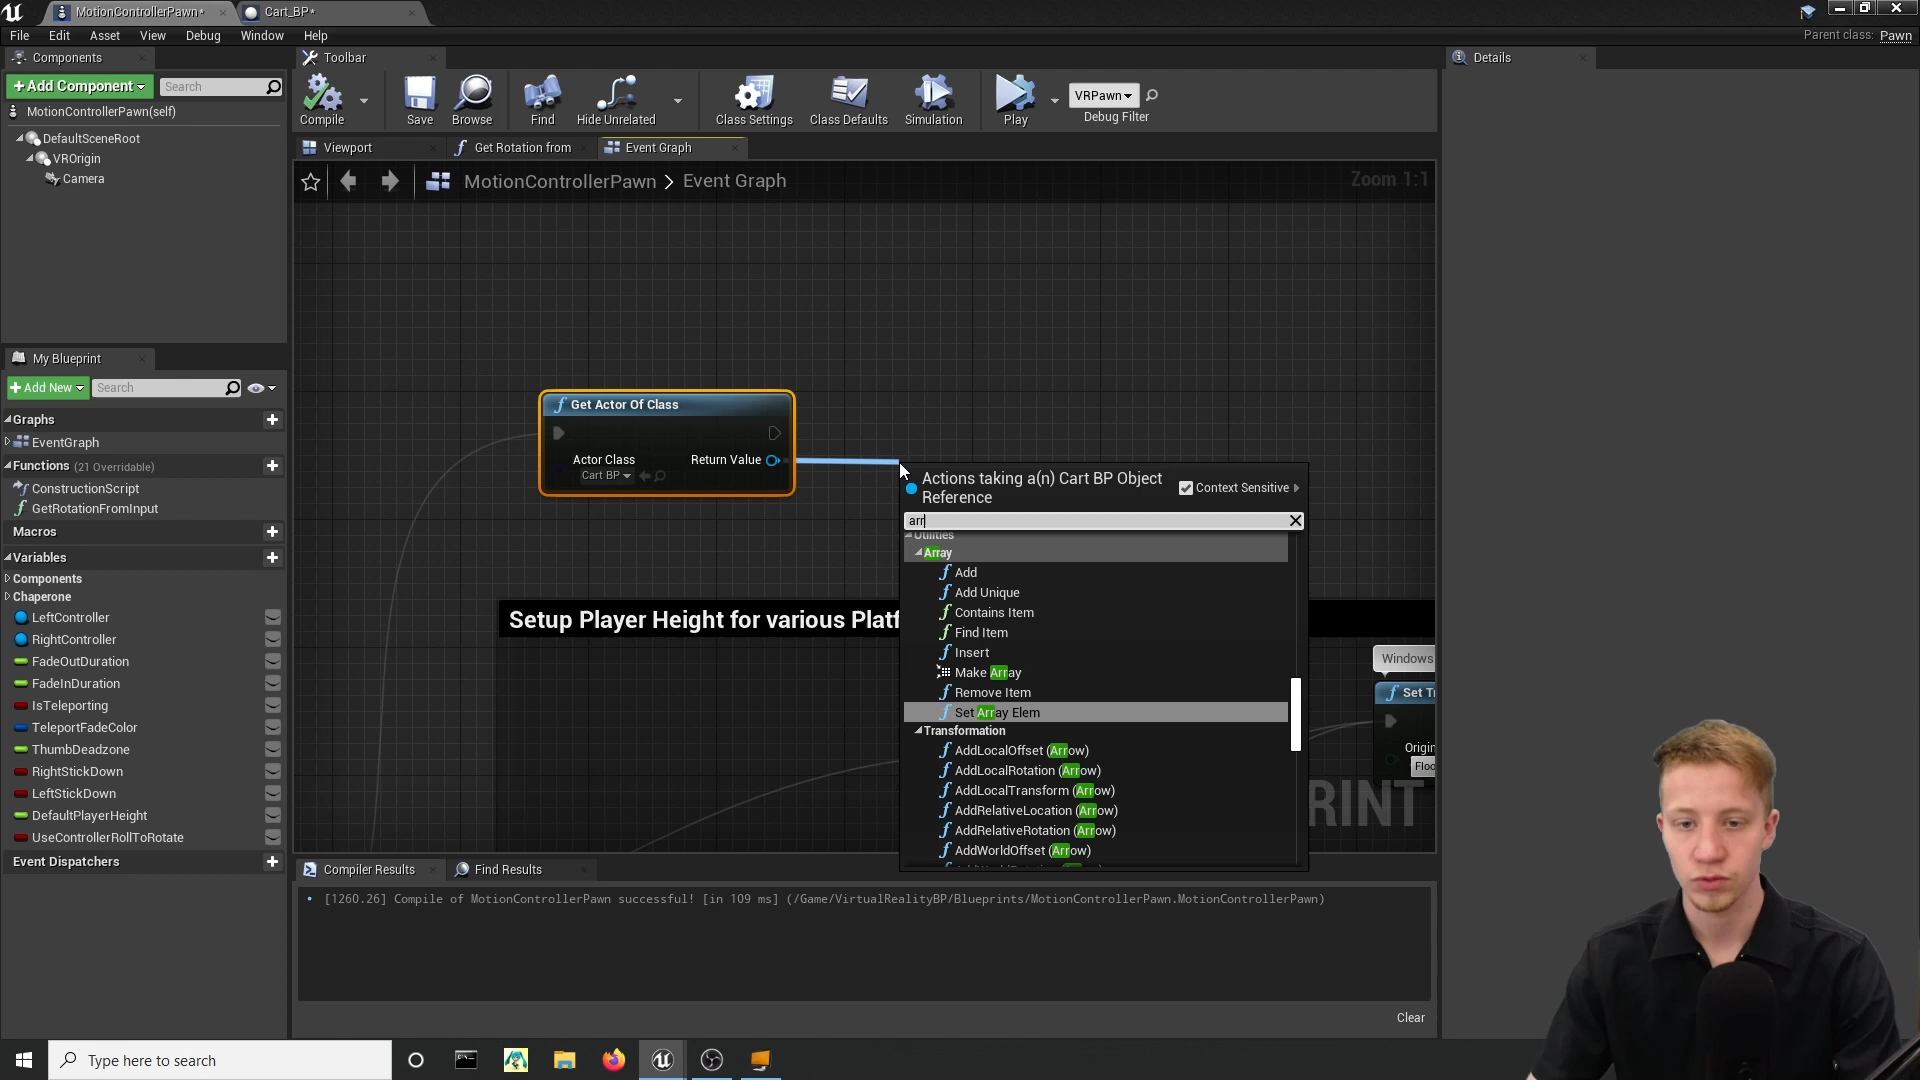 MotionControllerPawn*
Cart_BP*
File Edit Asset View Debug Window Help
Parent class: Pawn
Components
+ Add Component
Search
MotionControllerPawn(self)
DefaultSceneRoot
VROrigin
Camera
Toolbar
Compile
Save
Browse
Find
Hide Unrelated
Class Settings
Class Defaults
Simulation
Play
VRPawn
Debug Filter
Details
Viewport
Get Rotation from
Event Graph
MotionControllerPawn > Event Graph
Zoom 1:1
My Blueprint
+ Add New
Search
Graphs
EventGraph
Functions (21 Overridable)
ConstructionScript
GetRotationFromInput
Macros
Variables
Components
Chaperone
LeftController
RightController
FadeOutDuration
FadeInDuration
IsTeleporting
TeleportFadeColor
ThumbDeadzone
RightStickDown
LeftStickDown
DefaultPlayerHeight
UseControllerRollToRotate
Event Dispatchers
Get Actor Of Class
Actor Class
Cart BP
Return Value
Setup Player Height for various Platf
Windows
Set Tr
Origin
Floo
RINT
Actions taking a(n) Cart BP Object
Reference
Context Sensitive
arr
Utilities
Array
Add
Add Unique
Contains Item
Find Item
Insert
Make Array
Remove Item
Set Array Elem
Transformation
AddLocalOffset (Arrow)
AddLocalRotation (Arrow)
AddLocalTransform (Arrow)
AddRelativeLocation (Arrow)
AddRelativeRotation (Arrow)
AddWorldOffset (Arrow)
Compiler Results
Find Results
[1260.26] Compile of MotionControllerPawn successful! [in 109 ms] (/Game/VirtualRealityBP/Blueprints/MotionControllerPawn.MotionControllerPawn)
Clear
Type here to search